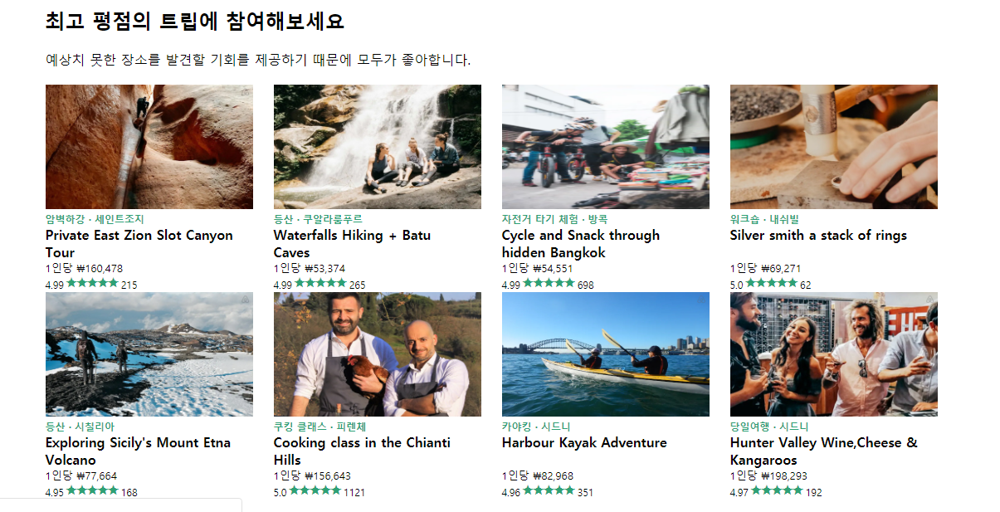 최고 평점의 트립에 참여해보세요
예상치 못한 장소를 발견할 기회를 제공하기 때문에 모두가 좋아합니다.
암벽하강 · 세인트조지
Private East Zion Slot Canyon
Tour
1인당 ₩160,478
4.99 ★★★★★ 215
등산 · 쿠알라룸푸르
Waterfalls Hiking + Batu
Caves
1인당 ₩53,374
4.99 ★★★★★ 265
자전거 타기 체험 · 방콕
Cycle and Snack through
hidden Bangkok
1인당 ₩54,551
4.99 ★★★★★ 698
워크숍 · 내쉬빌
Silver smith a stack of rings
1인당 ₩69,271
5.0 ★★★★★ 62
등산 · 시칠리아
Exploring Sicily's Mount Etna
Volcano
1인당 ₩77,664
4.95 ★★★★★ 168
쿠킹 클래스 · 피렌체
Cooking class in the Chianti
Hills
1인당 ₩156,643
5.0 ★★★★★ 1121
카야킹 · 시드니
Harbour Kayak Adventure
1인당 ₩82,968
4.96 ★★★★★ 351
당일여행 · 시드니
Hunter Valley Wine,Cheese &
Kangaroos
1인당 ₩198,293
4.97 ★★★★★ 192